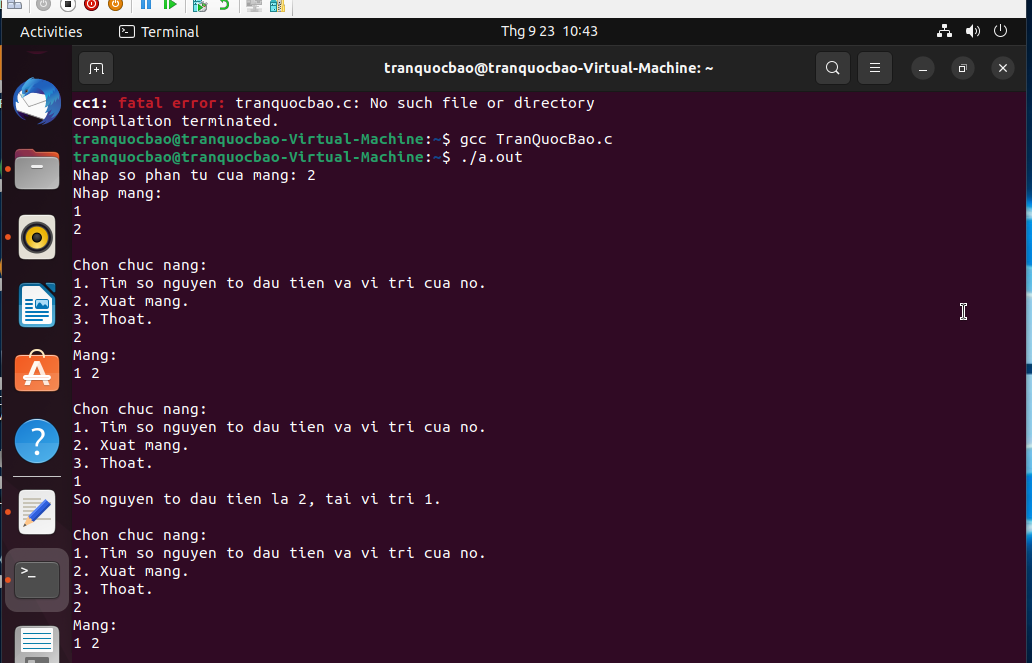 Activities
Terminal
Thg 9 23 10:43
tranquocbao@tranquocbao-Virtual-Machine: ~
cc1: fatal error: tranquocbao.c: No such file or directory
compilation terminated.
tranquocbao@tranquocbao-Virtual-Machine:~$ gcc TranQuocBao.c
tranquocbao@tranquocbao-Virtual-Machine:~$ ./a.out
Nhap so phan tu cua mang: 2
Nhap mang:
1
2
Chon chuc nang:
1. Tim so nguyen to dau tien va vi tri cua no.
2. Xuat mang.
3. Thoat.
2
Mang:
1 2
Chon chuc nang:
1. Tim so nguyen to dau tien va vi tri cua no.
2. Xuat mang.
3. Thoat.
1
So nguyen to dau tien la 2, tai vi tri 1.
Chon chuc nang:
1. Tim so nguyen to dau tien va vi tri cua no.
2. Xuat mang.
3. Thoat.
2
Mang:
1 2